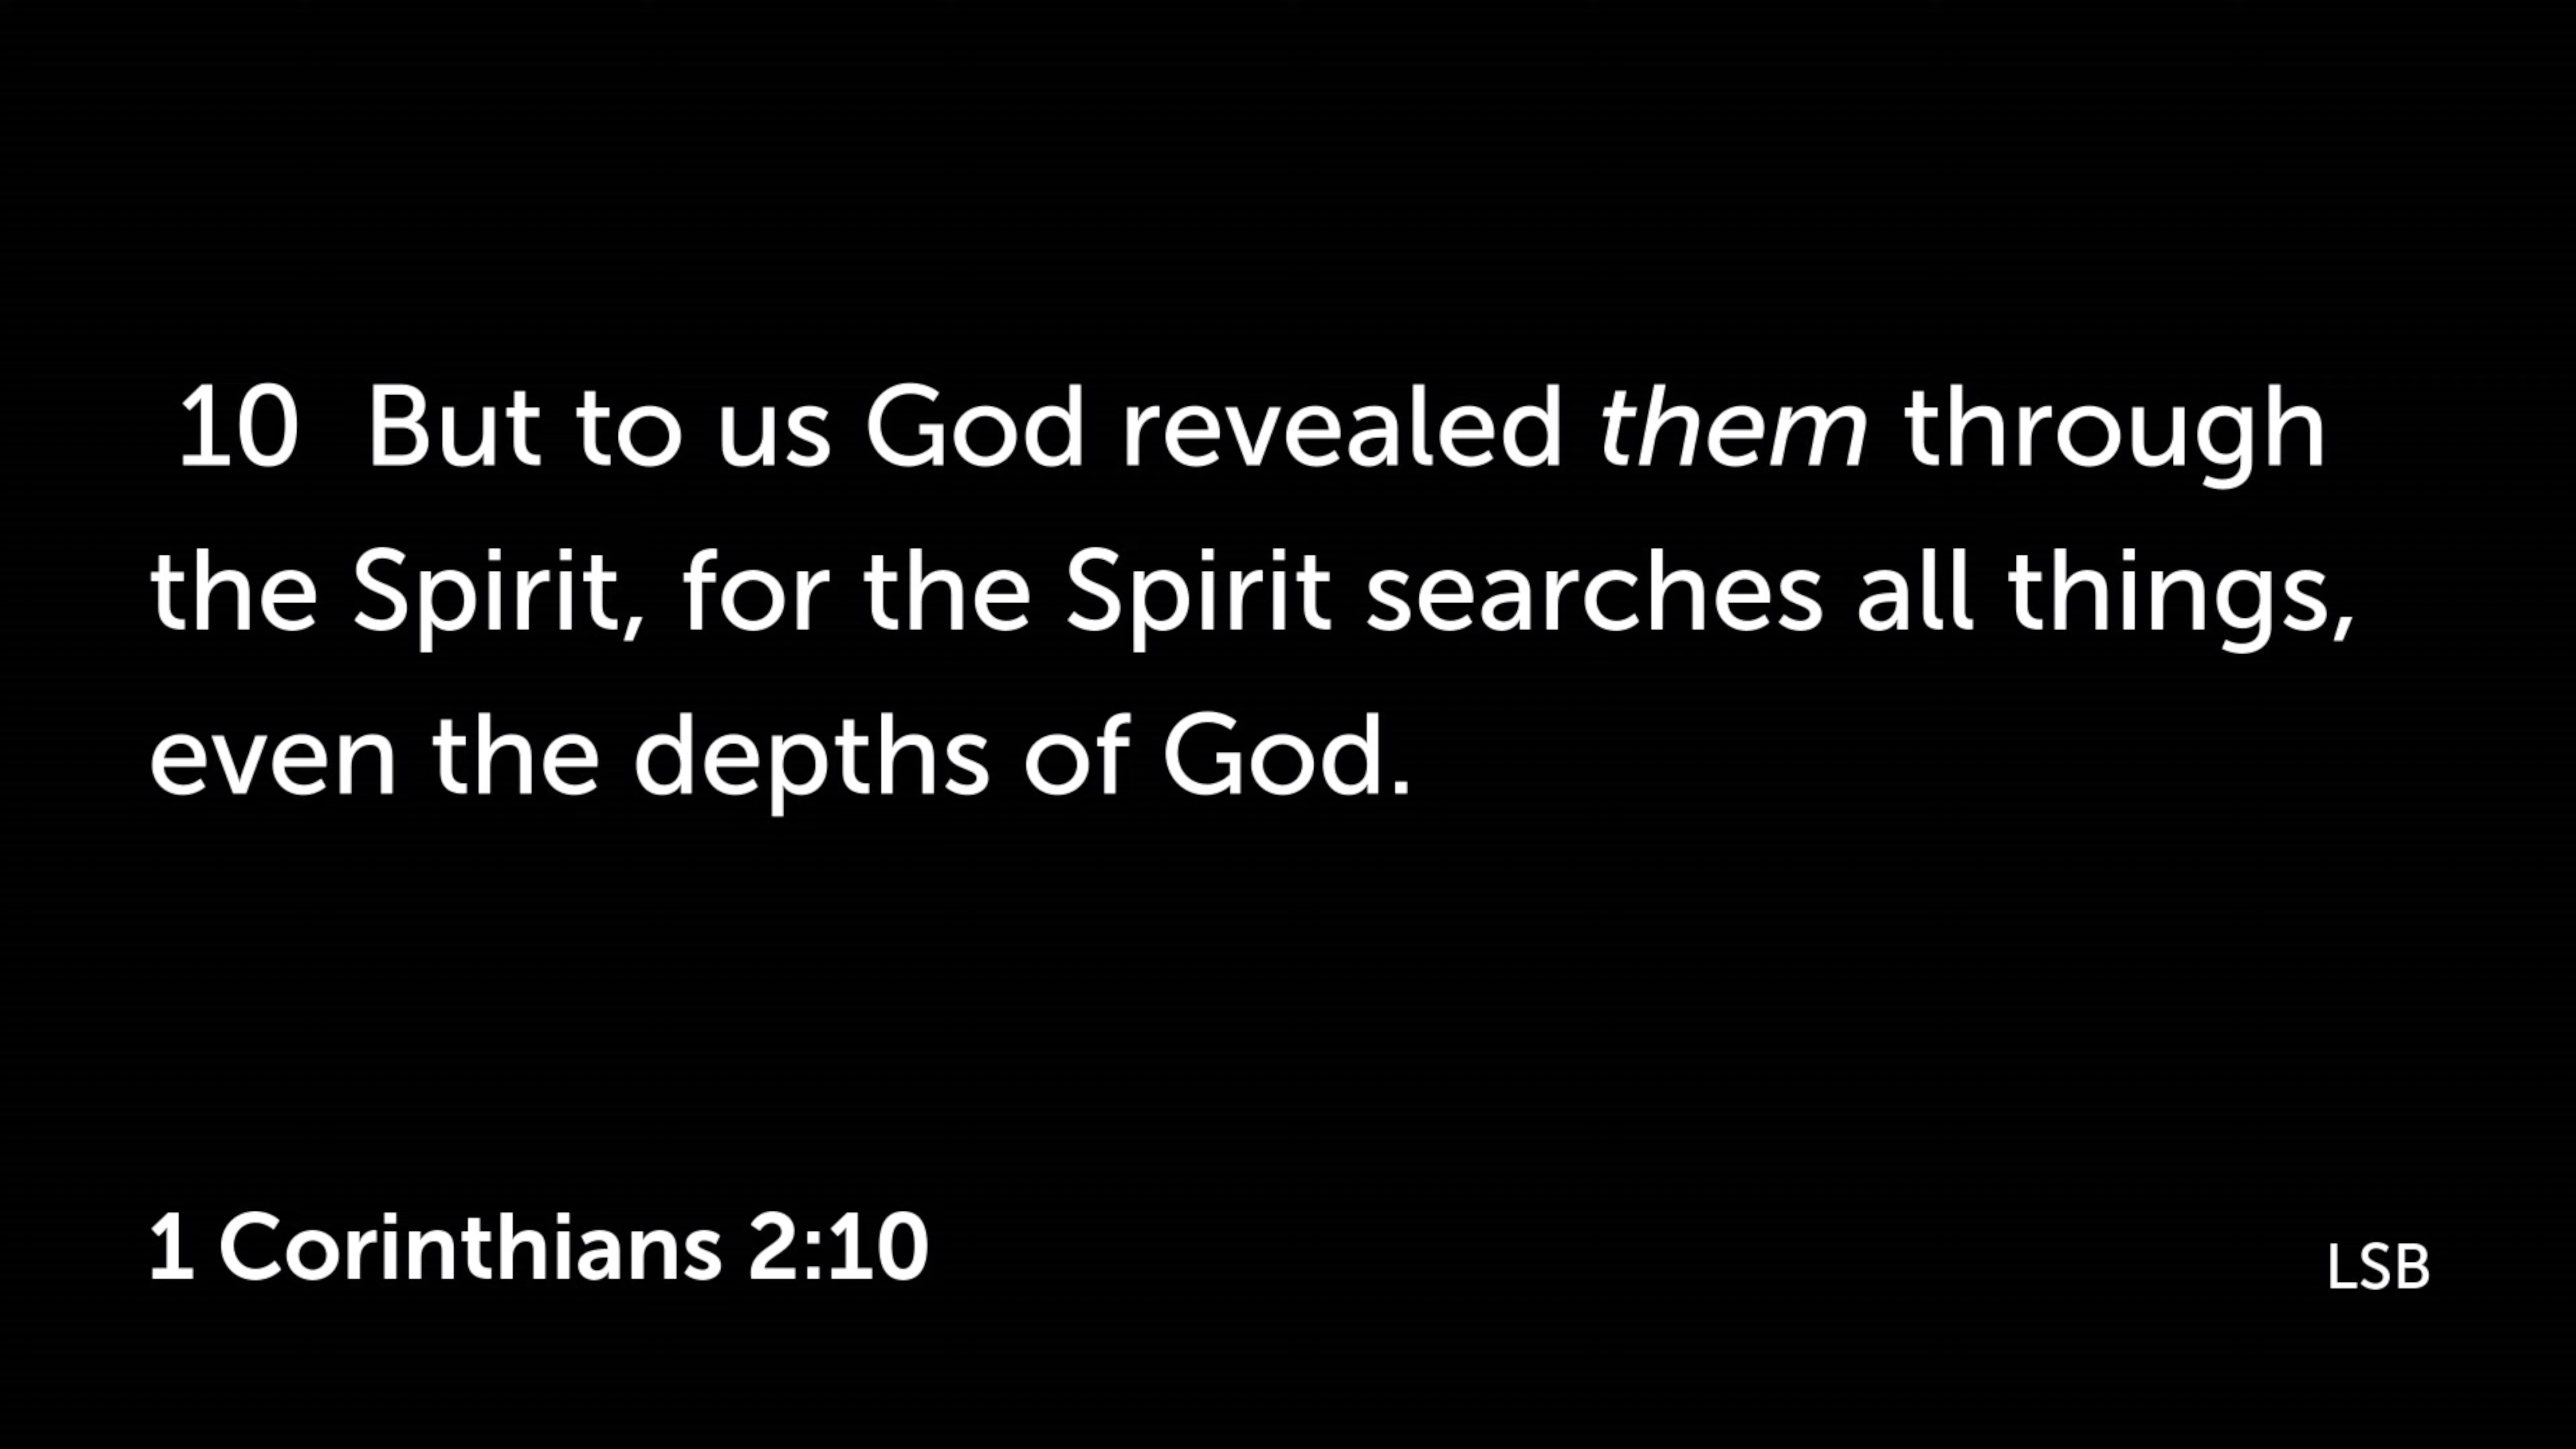 10 But to us God revealed them through
the Spirit, for the Spirit searches all things,
even the depths of God.
1 Corinthians 2:10
LSB